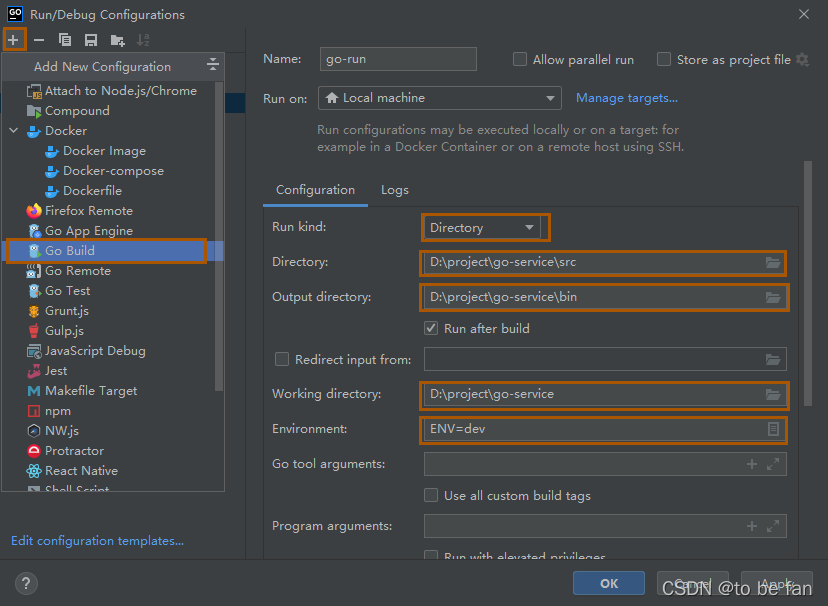 GO Run/Debug Configurations
Add New Configuration
Attach to Node.js/Chrome
Compound
Docker
Docker Image
Docker-compose
Dockerfile
Firefox Remote
Go App Engine
Go Build
Go Remote
Go Test
Grunt.js
Gulp.js
JavaScript Debug
Jest
Makefile Target
npm
NW.js
Protractor
React Native
Shell Script
Edit configuration templates...
Name: go-run
Allow parallel run
Store as project file
Run on: Local machine
Manage targets...
Run configurations may be executed locally or on a target: for
example in a Docker Container or on a remote host using SSH.
Configuration Logs
Run kind: Directory
Directory: D:\project\go-service\src
Output directory: D:\project\go-service\bin
Run after build
Redirect input from:
Working directory: D:\project\go-service
Environment: ENV=dev
Go tool arguments:
Use all custom build tags
Program arguments:
Run with elevated privileges
? OK Cancel Apply
CSDN @to be fan